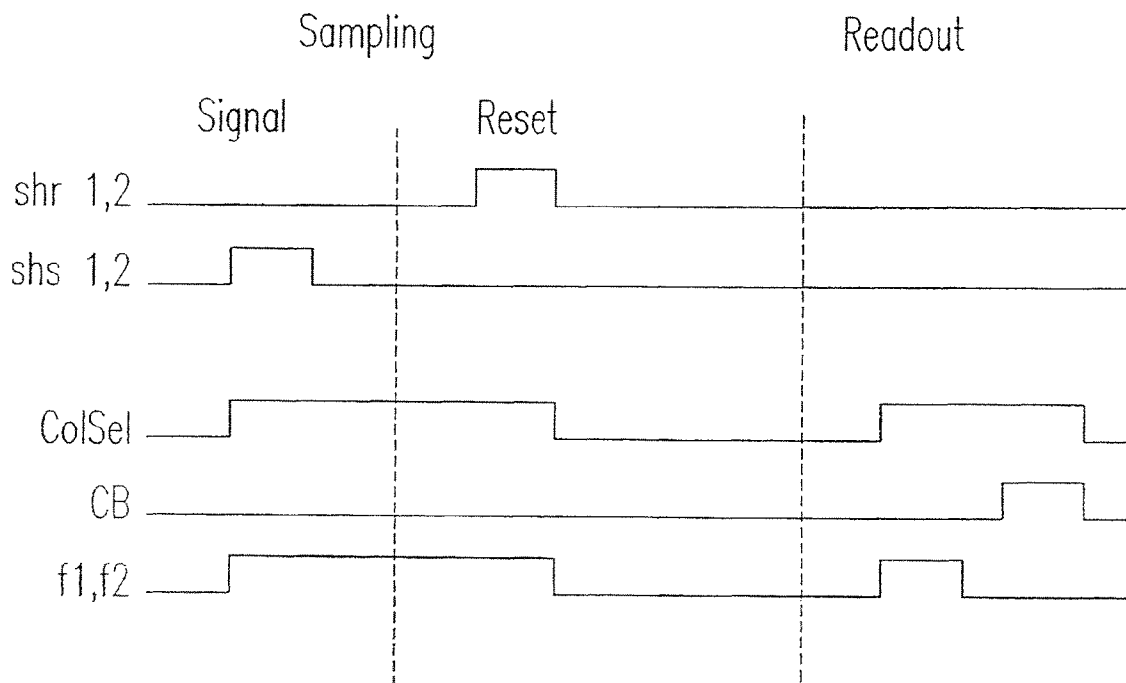 Sampling Readout
Signal Reset
shr 1,2
shs 1,2
ColSel
CB
f1,f2